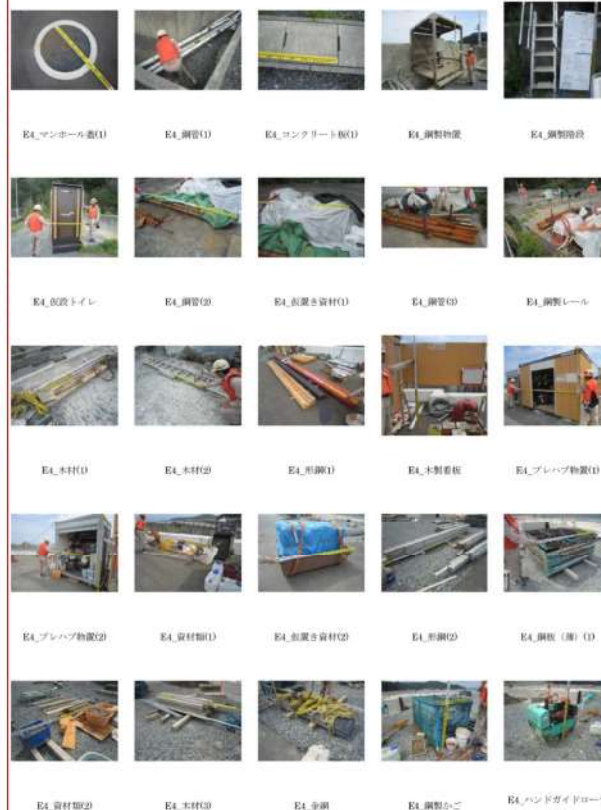 E4_マンホール蓋(1)
E4_鋼管(1)
E4_コンクリート板(1)
E4_鋼製物置
E4_鋼製階段
E4_仮設トイレ
E4_鋼管(2)
E4_仮置き資材(1)
E4_鋼管(3)
E4_鋼製レール
E4_木材(1)
E4_木材(2)
E4_形鋼(1)
E4_木製看板
E4_プレハブ物置(1)
E4_プレハブ物置(2)
E4_資材類(1)
E4_仮置き資材(2)
E4_形鋼(2)
E4_鋼板（薄）(1)
E4_資材類(2)
E4_木材(3)
E4_金網
E4_鋼製かご
E4_ハンドガイドローラ